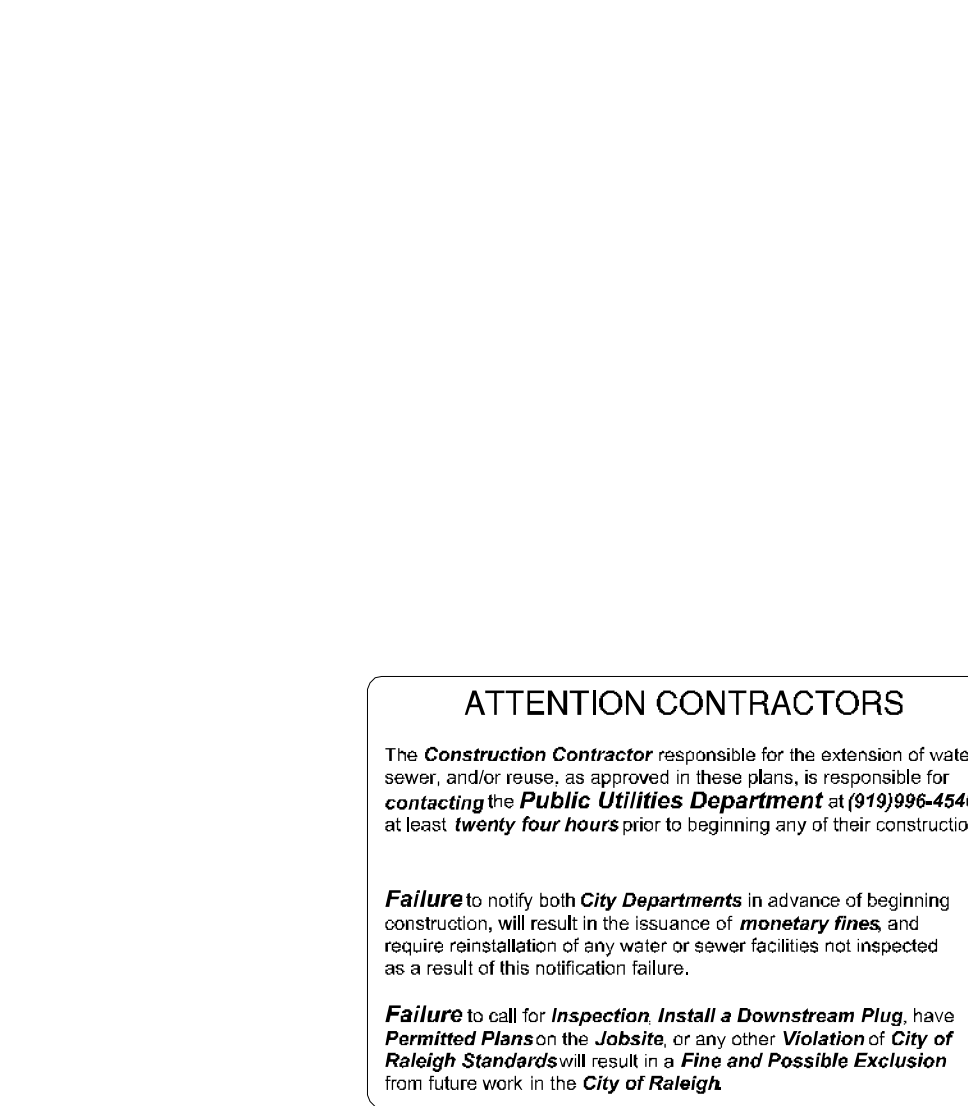 ATTENTION CONTRACTORS
The Construction Contractor responsible for the extension of wate
sewer, and/or reuse, as approved in these plans, is responsible for
contacting the Public Utilities Department at (919)996-454
at least twenty four hours prior to beginning any of their constructio
Failure to notify both City Departments in advance of beginning
construction, will result in the issuance of monetary fines, and
require reinstallation of any water or sewer facilities not inspected
as a result of this notification failure.
Failure to call for Inspection, Install a Downstream Plug, have
Permitted Plans on the Jobsite, or any other Violation of City of
Raleigh Standards will result in a Fine and Possible Exclusion
from future work in the City of Raleigh.